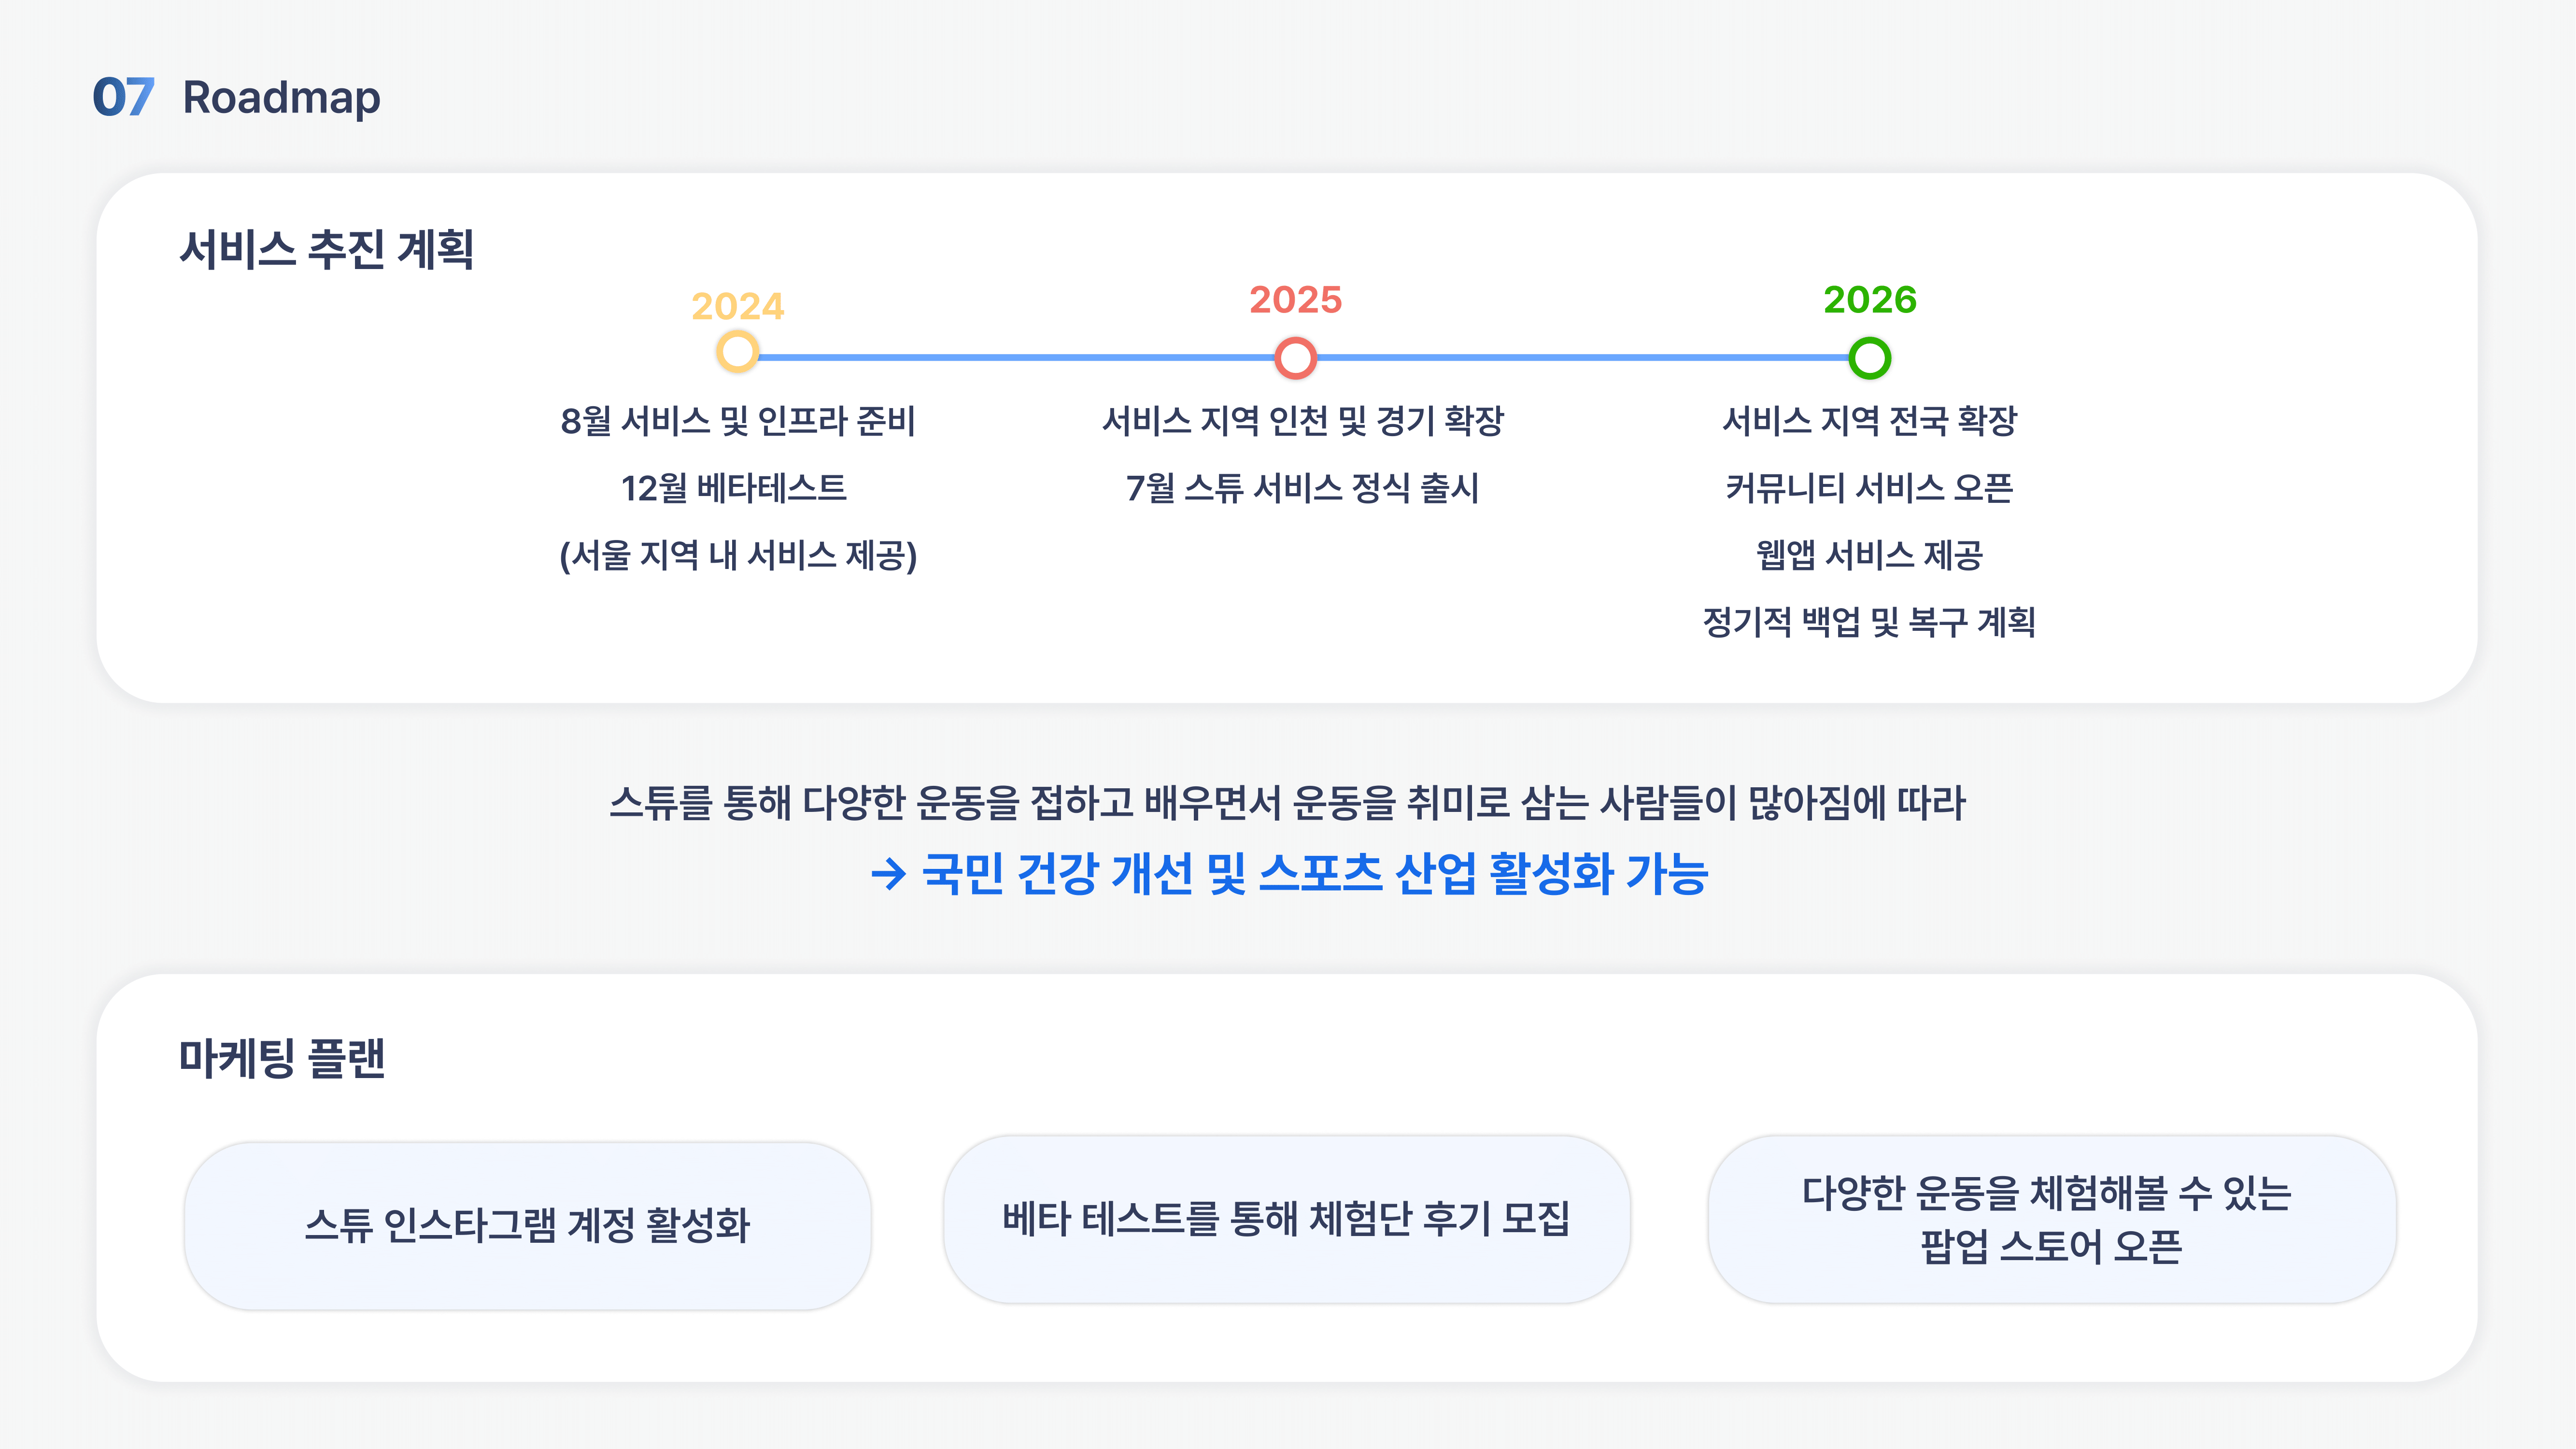 07 Roadmap
서비스 추진 계획
2024
8월 서비스 및 인프라 준비
12월 베타테스트
(서울 지역 내 서비스 제공)
2025
서비스 지역 인천 및 경기 확장
7월 스튜 서비스 정식 출시
2026
서비스 지역 전국 확장
커뮤니티 서비스 오픈
웹앱 서비스 제공
정기적 백업 및 복구 계획
스튜를 통해 다양한 운동을 접하고 배우면서 운동을 취미로 삼는 사람들이 많아짐에 따라
→ 국민 건강 개선 및 스포츠 산업 활성화 가능
마케팅 플랜
스튜 인스타그램 계정 활성화
베타 테스트를 통해 체험단 후기 모집
다양한 운동을 체험해볼 수 있는
팝업 스토어 오픈